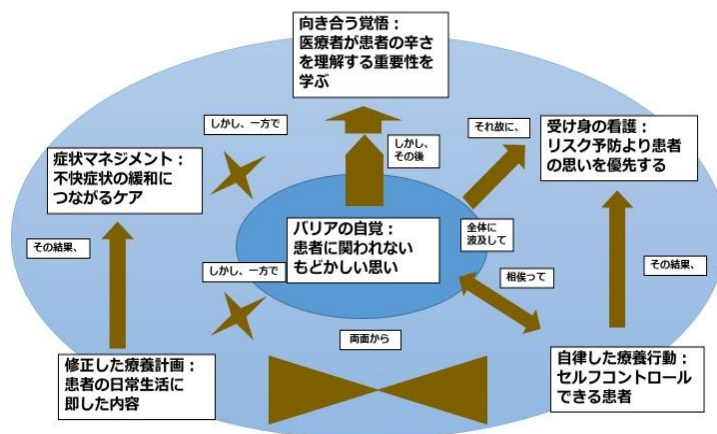 向き合う覚悟：
医療者が患者の辛さ
を理解する重要性を
学ぶ
しかし、一方で
しかし、
その後
それ故に、
受け身の看護：
リスク予防より患者
の思いを優先する
症状マネジメント：
不快症状の緩和に
つながるケア
バリアの自覚：
患者に関われない
もどかしい思い
全体に
波及して
その結果、
しかし、一方で
相俟って
その結果、
両面から
修正した療養計画：
患者の日常生活に
即した内容
自律した療養行動：
セルフコントロール
できる患者